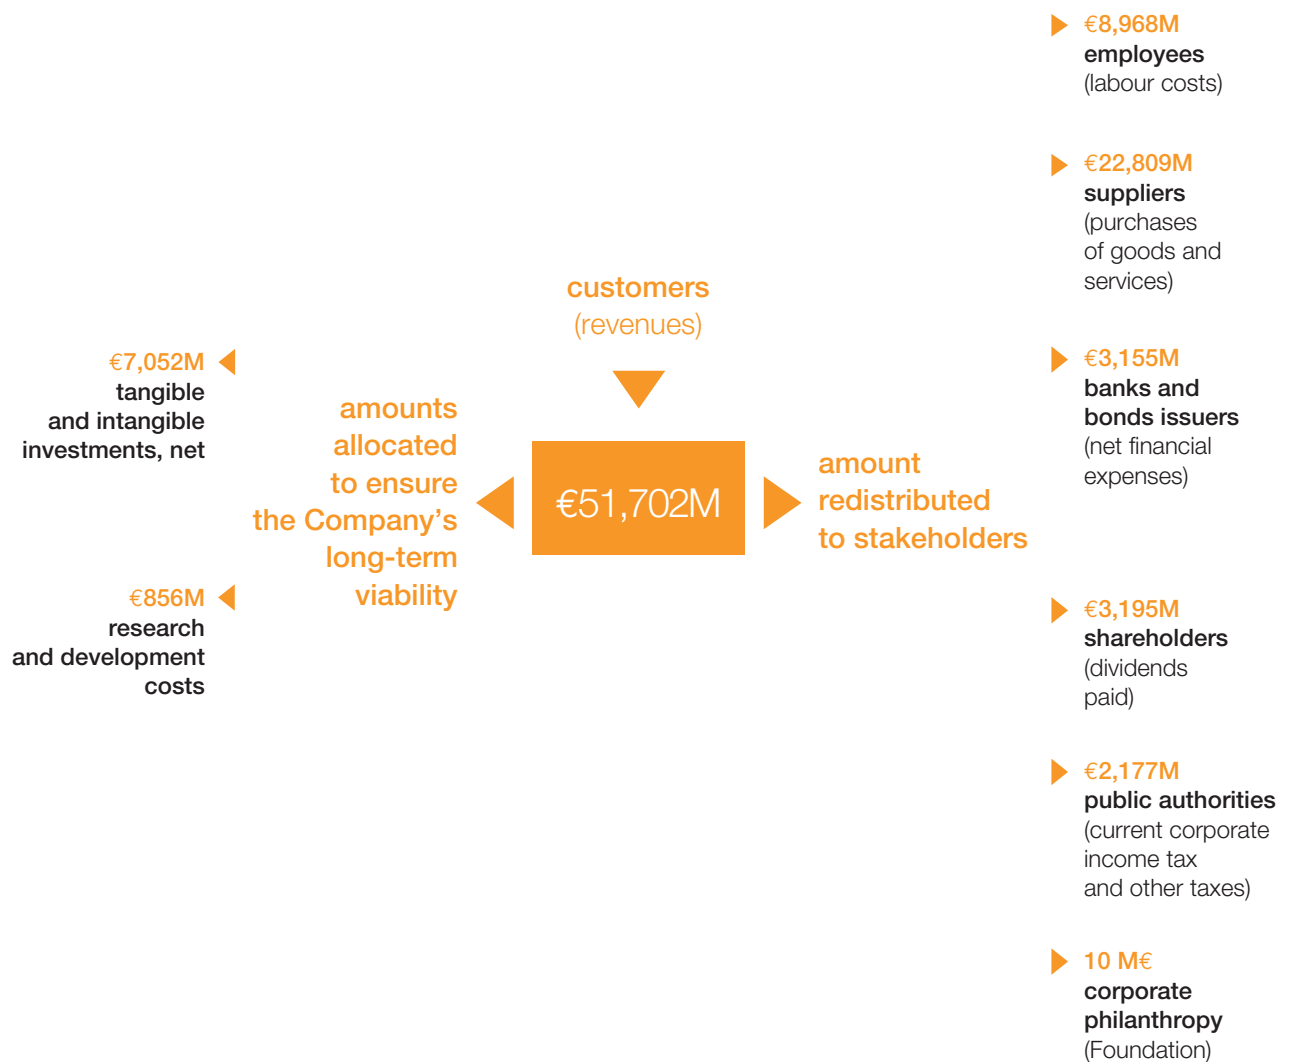 customers
(revenues)
€51,702M
amounts
allocated
to ensure
the Company’s
long-term
viability
€7,052M
tangible
and intangible
investments, net
€856M
research
and development
costs
amount
redistributed
to stakeholders
€8,968M
employees
(labour costs)
€22,809M
suppliers
(purchases
of goods and
services)
€3,155M
banks and
bonds issuers
(net financial
expenses)
€3,195M
shareholders
(dividends
paid)
€2,177M
public authorities
(current corporate
income tax
and other taxes)
10 M€
corporate
philanthropy
(Foundation)